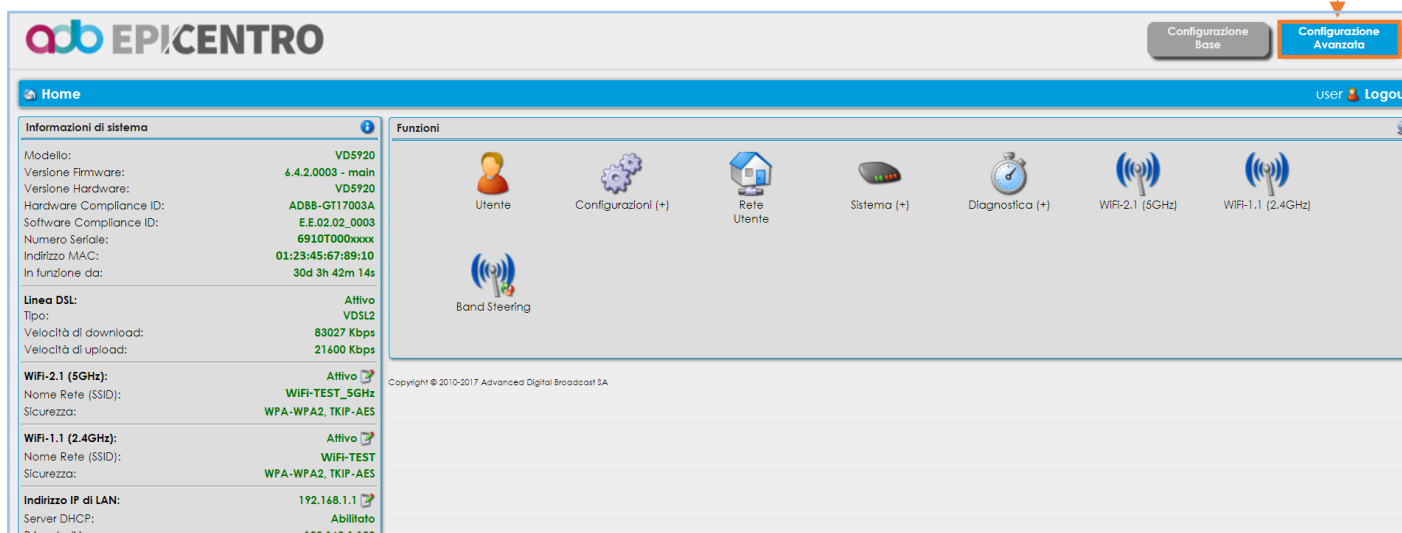 adb EPICENTRO
Configurazione
Base
Configurazione
Avanzata
Home
user Logou
Informazioni di sistema
Modello: VD5920
Versione Firmware: 6.4.2.0003 - main
Versione Hardware: VD5920
Hardware Compliance ID: ADBB-GT17003A
Software Compliance ID: E.E.02.02_0003
Numero Seriale: 6910T000xxxx
Indirizzo MAC: 01:23:45:67:89:10
In funzione da: 30d 3h 42m 14s
Linea DSL: Attivo
Tipo: VDSL2
Velocità di download: 83027 Kbps
Velocità di upload: 21600 Kbps
WiFi-2.1 (5GHz): Attivo
Nome Rete (SSID): WiFi-TEST_5GHz
Sicurezza: WPA-WPA2, TKIP-AES
WiFi-1.1 (2.4GHz): Attivo
Nome Rete (SSID): WiFi-TEST
Sicurezza: WPA-WPA2, TKIP-AES
Indirizzo IP di LAN: 192.168.1.1
Server DHCP: Abilitato
Funzioni
Utente
Configurazioni (+)
Rete
Utente
Sistema (+)
Diagnostica (+)
WiFi-2.1 (5GHz)
WiFi-1.1 (2.4GHz)
Band Steering
Copyright © 2010-2017 Advanced Digital Broadcast SA